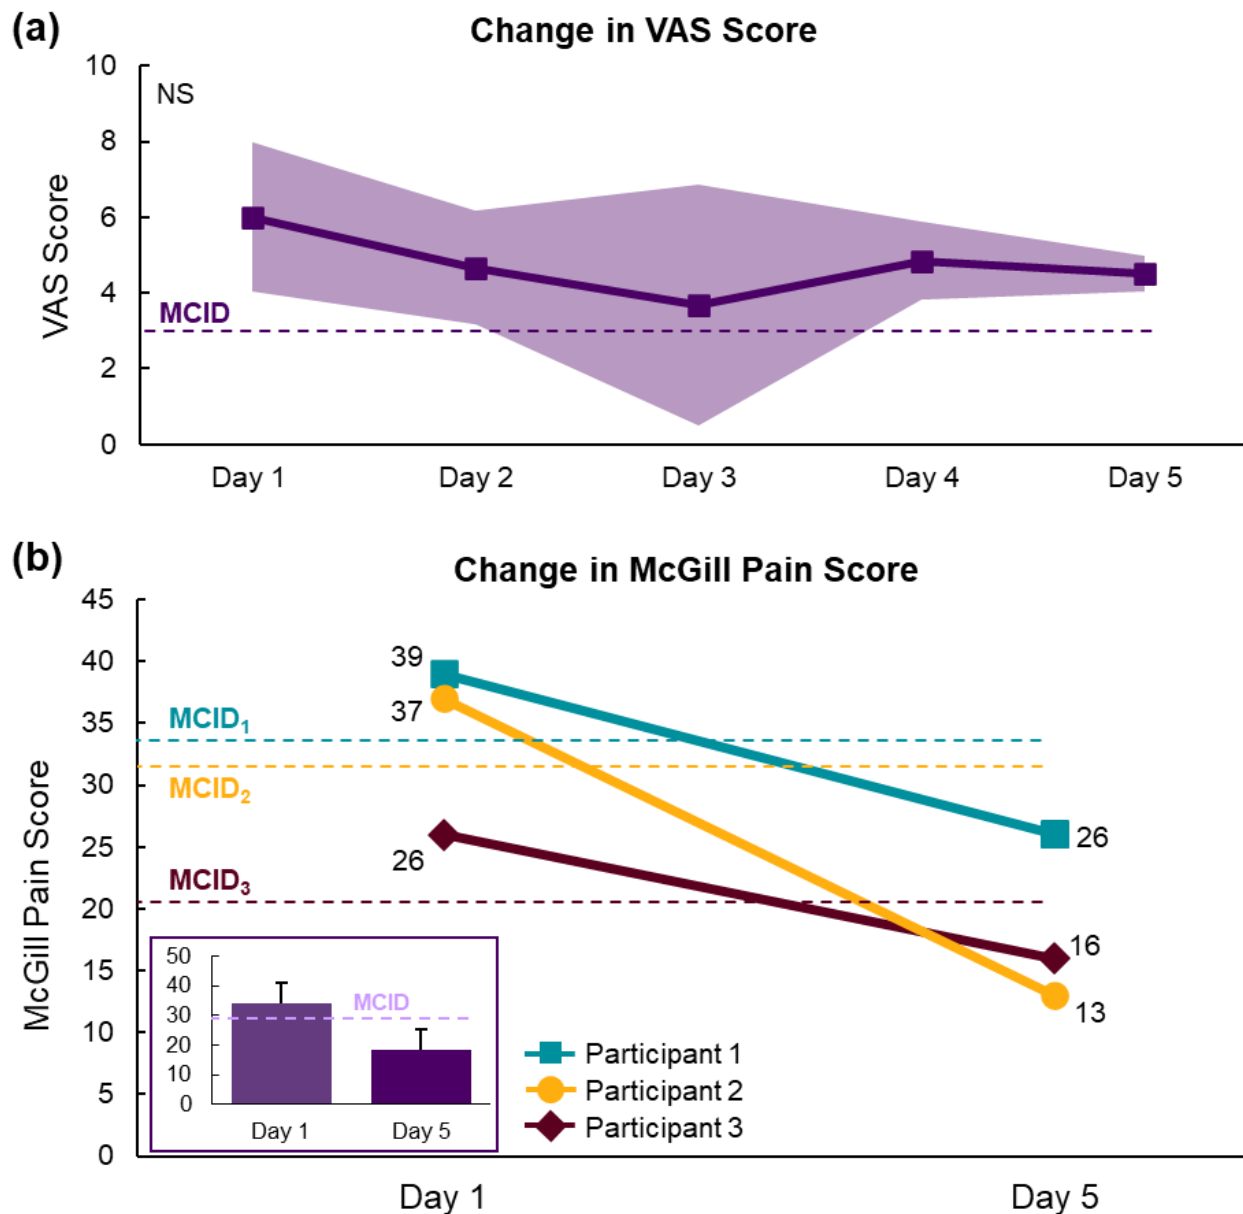 (a)
Change in VAS Score
10
NS
8
6
4
MCID
2
0
VAS Score
Day 1 Day 2 Day 3 Day 4 Day 5
(b)
Change in McGill Pain Score
45
40
35
30
25
20
15
10
5
0
McGill Pain Score
39
37
26
MCID₁
MCID₂
MCID₃
26
16
13
50
40
30
20
10
0
MCID
Day 1 Day 5
Participant 1
Participant 2
Participant 3
Day 1 Day 5